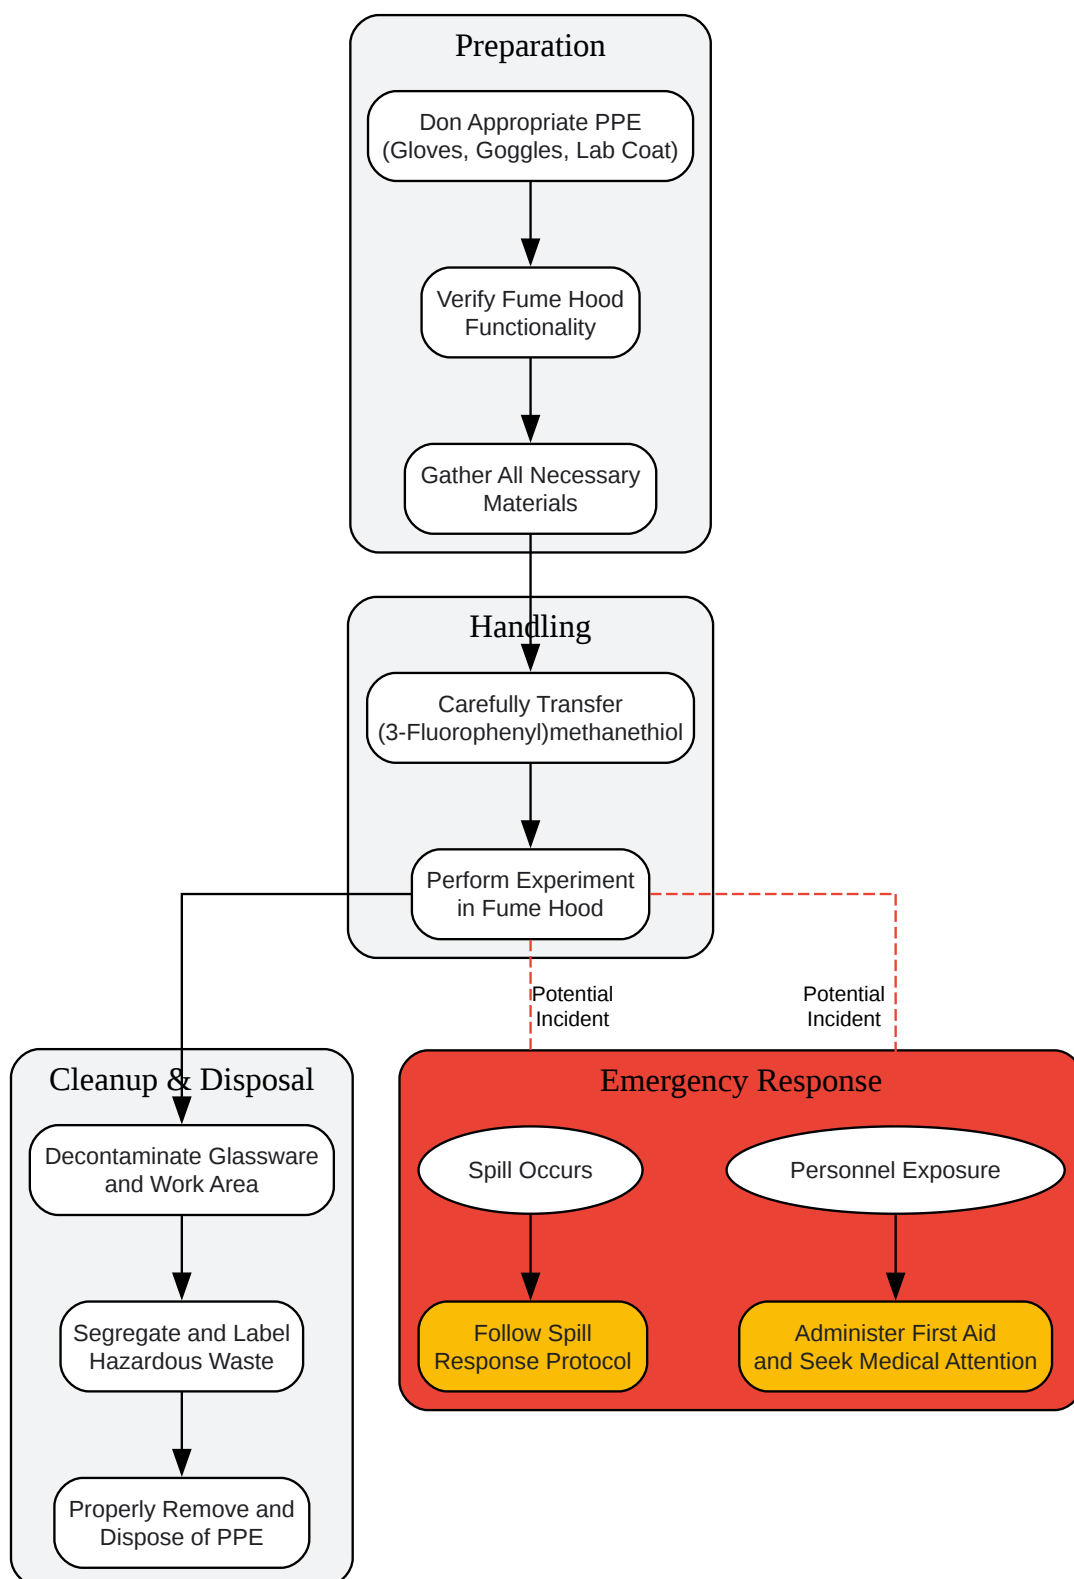 Preparation
Don Appropriate PPE
(Gloves, Goggles, Lab Coat)
Verify Fume Hood
Functionality
Gather All Necessary
Materials
Handling
Carefully Transfer
(3-Fluorophenyl)methanethiol
Perform Experiment
in Fume Hood
Potential
Incident
Potential
Incident
Cleanup & Disposal
Decontaminate Glassware
and Work Area
Segregate and Label
Hazardous Waste
Properly Remove and
Dispose of PPE
Emergency Response
Spill Occurs
Personnel Exposure
Follow Spill
Response Protocol
Administer First Aid
and Seek Medical Attention